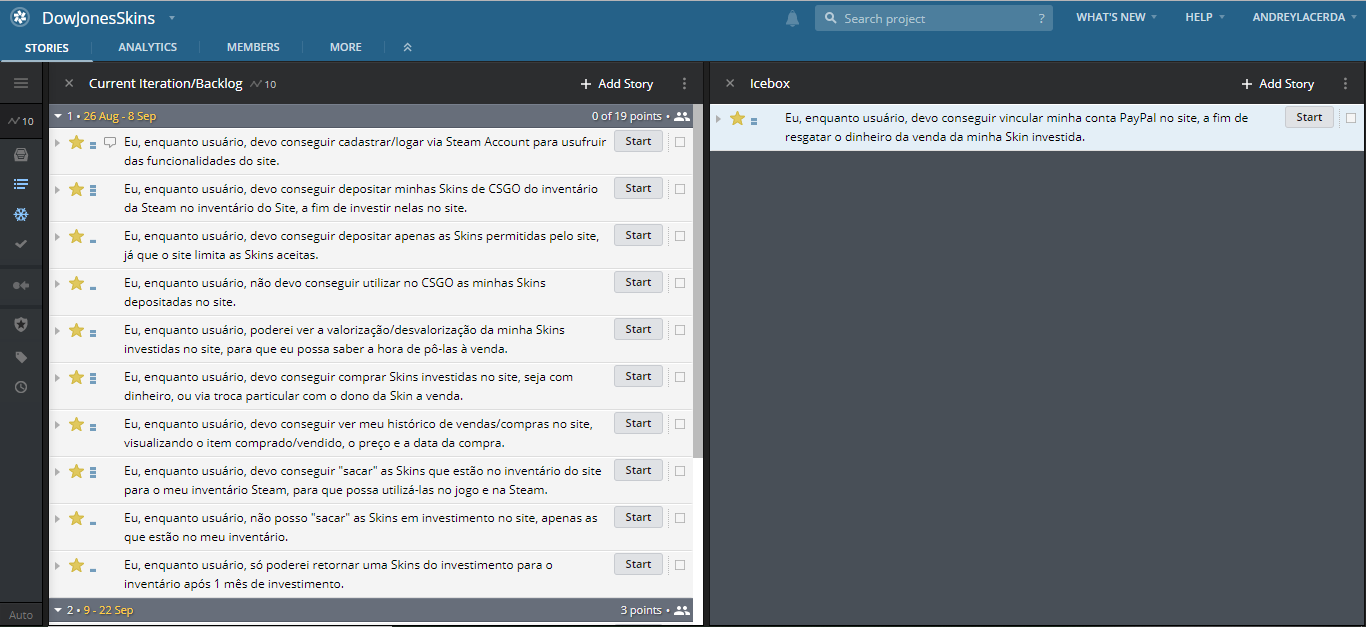 DowJonesSkins
Search project ?
WHAT'S NEW
HELP
ANDREYLACERDA
STORIES
ANALYTICS
MEMBERS
MORE
10
Auto
Current Iteration/Backlog 10
+ Add Story
1 • 26 Aug - 8 Sep
0 of 19 points •
Eu, enquanto usuário, devo conseguir cadastrar/logar via Steam Account para usufruir
das funcionalidades do site.
Start
Eu, enquanto usuário, devo conseguir depositar minhas Skins de CSGO do inventário
da Steam no inventário do Site, a fim de investir nelas no site.
Start
Eu, enquanto usuário, devo conseguir depositar apenas as Skins permitidas pelo site,
já que o site limita as Skins aceitas.
Start
Eu, enquanto usuário, não devo conseguir utilizar no CSGO as minhas Skins
depositadas no site.
Start
Eu, enquanto usuário, poderei ver a valorização/desvalorização da minha Skins
investidas no site, para que eu possa saber a hora de pô-las à venda.
Start
Eu, enquanto usuário, devo conseguir comprar Skins investidas no site, seja com
dinheiro, ou via troca particular com o dono da Skin a venda.
Start
Eu, enquanto usuário, devo conseguir ver meu histórico de vendas/compras no site,
visualizando o item comprado/vendido, o preço e a data da compra.
Start
Eu, enquanto usuário, devo conseguir "sacar" as Skins que estão no inventário do site
para o meu inventário Steam, para que possa utilizá-las no jogo e na Steam.
Start
Eu, enquanto usuário, não posso "sacar" as Skins em investimento no site, apenas as
que estão no meu inventário.
Start
Eu, enquanto usuário, só poderei retornar uma Skins do investimento para o
inventário após 1 mês de investimento.
Start
2 • 9 - 22 Sep
3 points •
Icebox
+ Add Story
Eu, enquanto usuário, devo conseguir vincular minha conta PayPal no site, a fim de
resgatar o dinheiro da venda da minha Skin investida.
Start